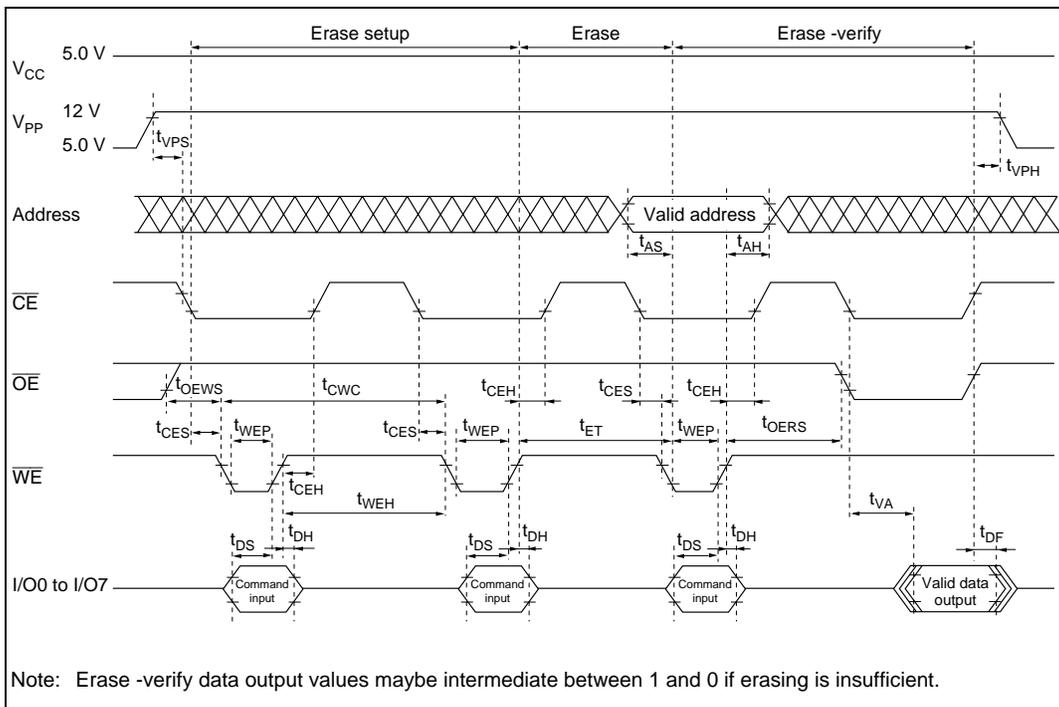 Erase setup Erase Erase -verify
5.0 V
VCC
12 V
VPP
5.0 V
tVPS
tVPH
Address Valid address
tAS tAH
CE
OE
tOEWS tCWC tCEH tCES tCEH
tCES tWEP tCES tWEP tET tWEP tOERS
WE
tCEH
tWEH tVA
tDS tDH tDS tDH tDS tDH tDF
I/O0 to I/O7 Command input Command input Command input Valid data output
Note: Erase -verify data output values maybe intermediate between 1 and 0 if erasing is insufficient.